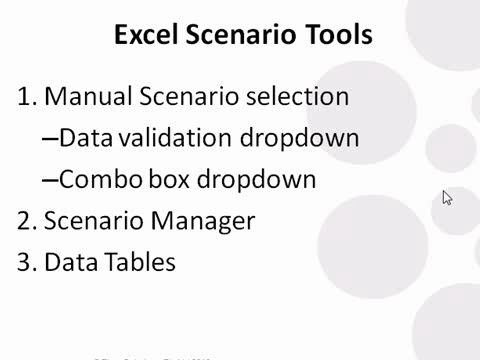 Excel Scenario Tools
1. Manual Scenario selection
–Data validation dropdown
–Combo box dropdown
2. Scenario Manager
3. Data Tables